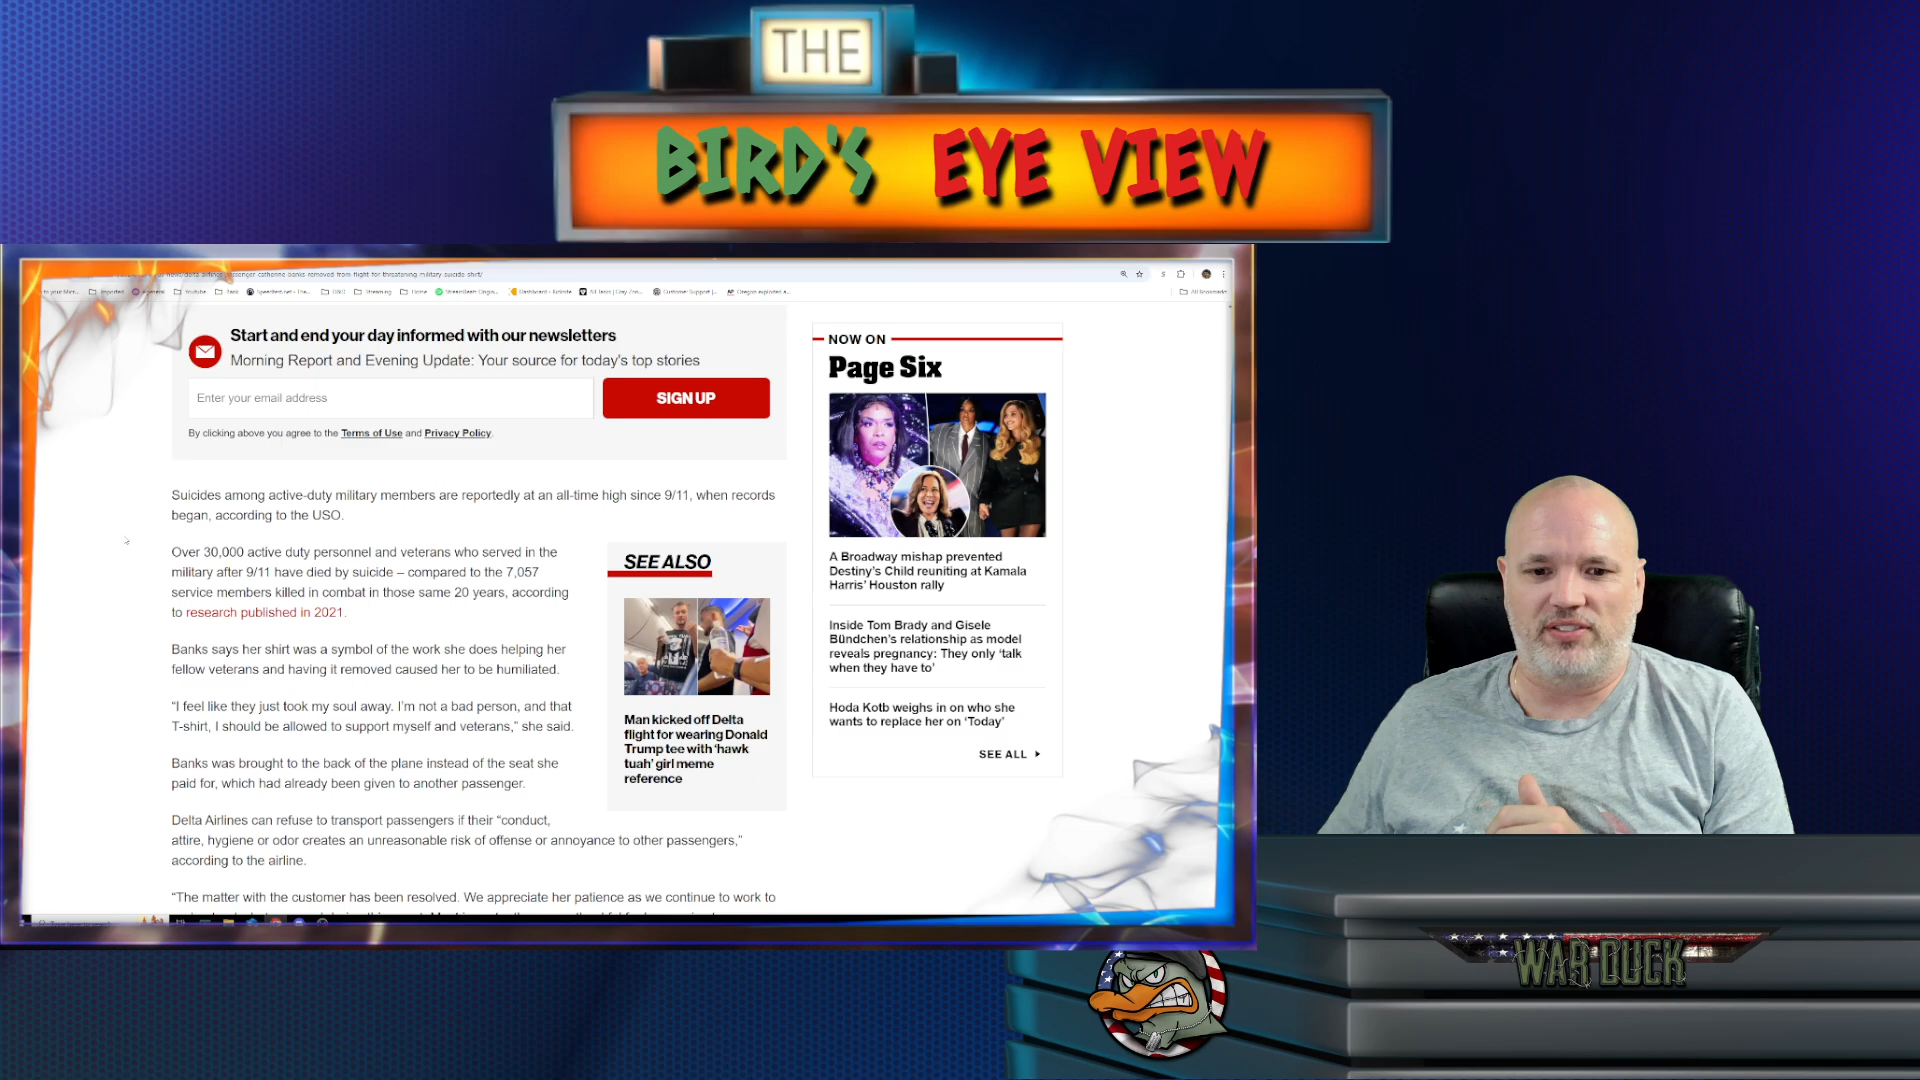 THE
BIRD'S EYE VIEW
Start and end your day informed with our newsletters
Morning Report and Evening Update: Your source for today's top stories
Enter your email address
SIGN UP
By clicking above you agree to the Terms of Use and Privacy Policy.
Suicides among active-duty military members are reportedly at an all-time high since 9/11, when records
began, according to the USO.
Over 30,000 active duty personnel and veterans who served in the
military after 9/11 have died by suicide – compared to the 7,057
service members killed in combat in those same 20 years, according
to research published in 2021.
Banks says her shirt was a symbol of the work she does helping her
fellow veterans and having it removed caused her to be humiliated.
“I feel like they just took my soul away. I'm not a bad person, and that
T-shirt, I should be allowed to support myself and veterans,” she said.
Banks was brought to the back of the plane instead of the seat she
paid for, which had already been given to another passenger.
Delta Airlines can refuse to transport passengers if their “conduct,
attire, hygiene or odor creates an unreasonable risk of offense or annoyance to other passengers,”
according to the airline.
“The matter with the customer has been resolved. We appreciate her patience as we continue to work to
SEE ALSO
Man kicked off Delta
flight for wearing Donald
Trump tee with ‘hawk
tuah’ girl meme
reference
NOW ON
Page Six
A Broadway mishap prevented
Destiny's Child reuniting at Kamala
Harris' Houston rally
Inside Tom Brady and Gisele
Bündchen's relationship as model
reveals pregnancy: They only ‘talk
when they have to’
Hoda Kotb weighs in on who she
wants to replace her on ‘Today’
SEE ALL
WAR DUCK